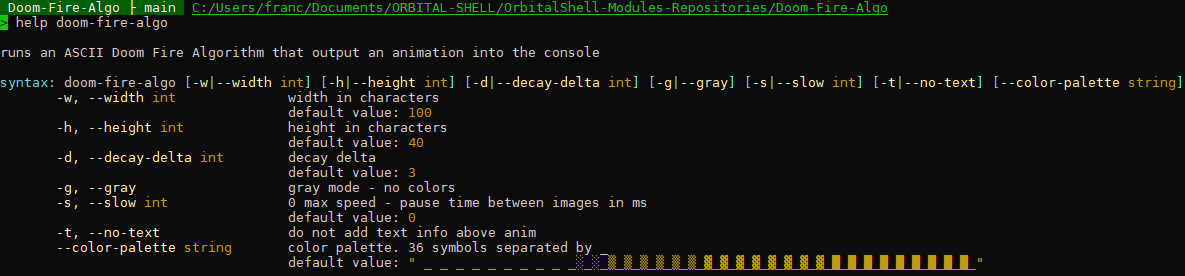 Doom-Fire-Algo ├ main C:/Users/franc/Documents/ORBITAL-SHELL/OrbitalShell-Modules-Repositories/Doom-Fire-Algo
> help doom-fire-algo
runs an ASCII Doom Fire Algorithm that output an animation into the console
syntax: doom-fire-algo [-w|--width int] [-h|--height int] [-d|--decay-delta int] [-g|--gray] [-s|--slow int] [-t|--no-text] [--color-palette string]
-w, --width int width in characters
default value: 100
-h, --height int height in characters
default value: 40
-d, --decay-delta int decay delta
default value: 3
-g, --gray gray mode - no colors
-s, --slow int 0 max speed - pause time between images in ms
default value: 0
-t, --no-text do not add text info above anim
--color-palette string color palette. 36 symbols separated by _
default value: " _ _ _ _ _ _ _ _ _ _░_░_▒_▒_▒_▒_▒_▒_▓_▓_▓_▓_▓_▓_▓_▓_█_█_█_█_█_█_█_█_█_"